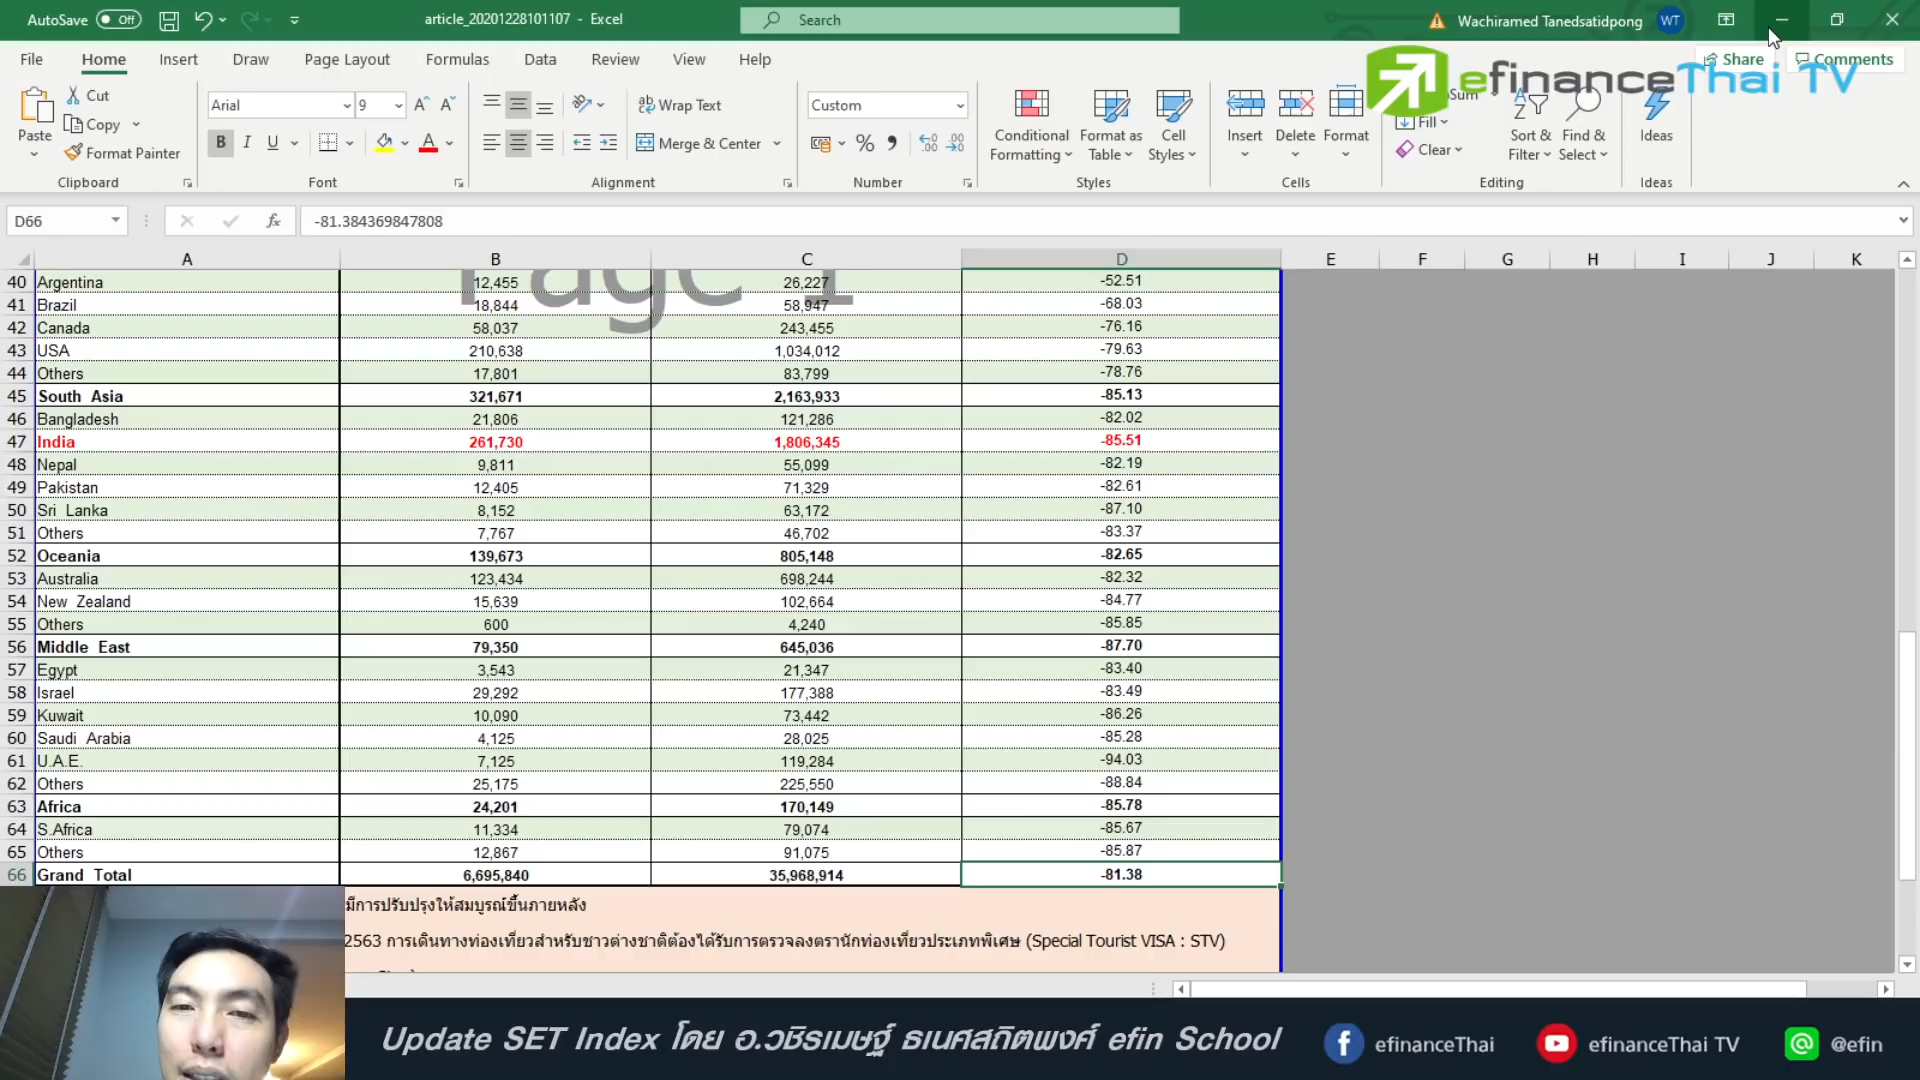 AutoSave Off article_20201228101107 - Excel Search Wachiramed Tanedsatidpong WT
File Home Insert Draw Page Layout Formulas Data Review View Help Share Comments
efinanceThai TV
Paste Cut Copy Format Painter
Arial 9
B I U
Wrap Text
Merge & Center
Custom
Conditional Formatting Format as Table Cell Styles
Insert Delete Format
Fill
Clear
Sort & Filter Find & Select
Ideas
Clipboard Font Alignment Number Styles Cells Editing Ideas
D66 fx -81.384369847808
A B C D E F G H I J K
Page 1
40 Argentina 12,455 26,227 -52.51
41 Brazil 18,844 58,947 -68.03
42 Canada 58,037 243,455 -76.16
43 USA 210,638 1,034,012 -79.63
44 Others 17,801 83,799 -78.76
45 South Asia 321,671 2,163,933 -85.13
46 Bangladesh 21,806 121,286 -82.02
47 India 261,730 1,806,345 -85.51
48 Nepal 9,811 55,099 -82.19
49 Pakistan 12,405 71,329 -82.61
50 Sri Lanka 8,152 63,172 -87.10
51 Others 7,767 46,702 -83.37
52 Oceania 139,673 805,148 -82.65
53 Australia 123,434 698,244 -82.32
54 New Zealand 15,639 102,664 -84.77
55 Others 600 4,240 -85.85
56 Middle East 79,350 645,036 -87.70
57 Egypt 3,543 21,347 -83.40
58 Israel 29,292 177,388 -83.49
59 Kuwait 10,090 73,442 -86.26
60 Saudi Arabia 4,125 28,025 -85.28
61 U.A.E. 7,125 119,284 -94.03
62 Others 25,175 225,550 -88.84
63 Africa 24,201 170,149 -85.78
64 S.Africa 11,334 79,074 -85.67
65 Others 12,867 91,075 -85.87
66 Grand Total 6,695,840 35,968,914 -81.38
มีการปรับปรุงให้สมบูรณ์ขึ้นภายหลัง
2563 การเดินทางท่องเที่ยวสำหรับชาวต่างชาติต้องได้รับการตรวจลงตรานักท่องเที่ยวประเภทพิเศษ (Special Tourist VISA : STV)
Update SET Index โดย อ.วชิรเมษฐ์ ธเนศสถิตพงศ์ efin School efinanceThai efinanceThai TV @efin